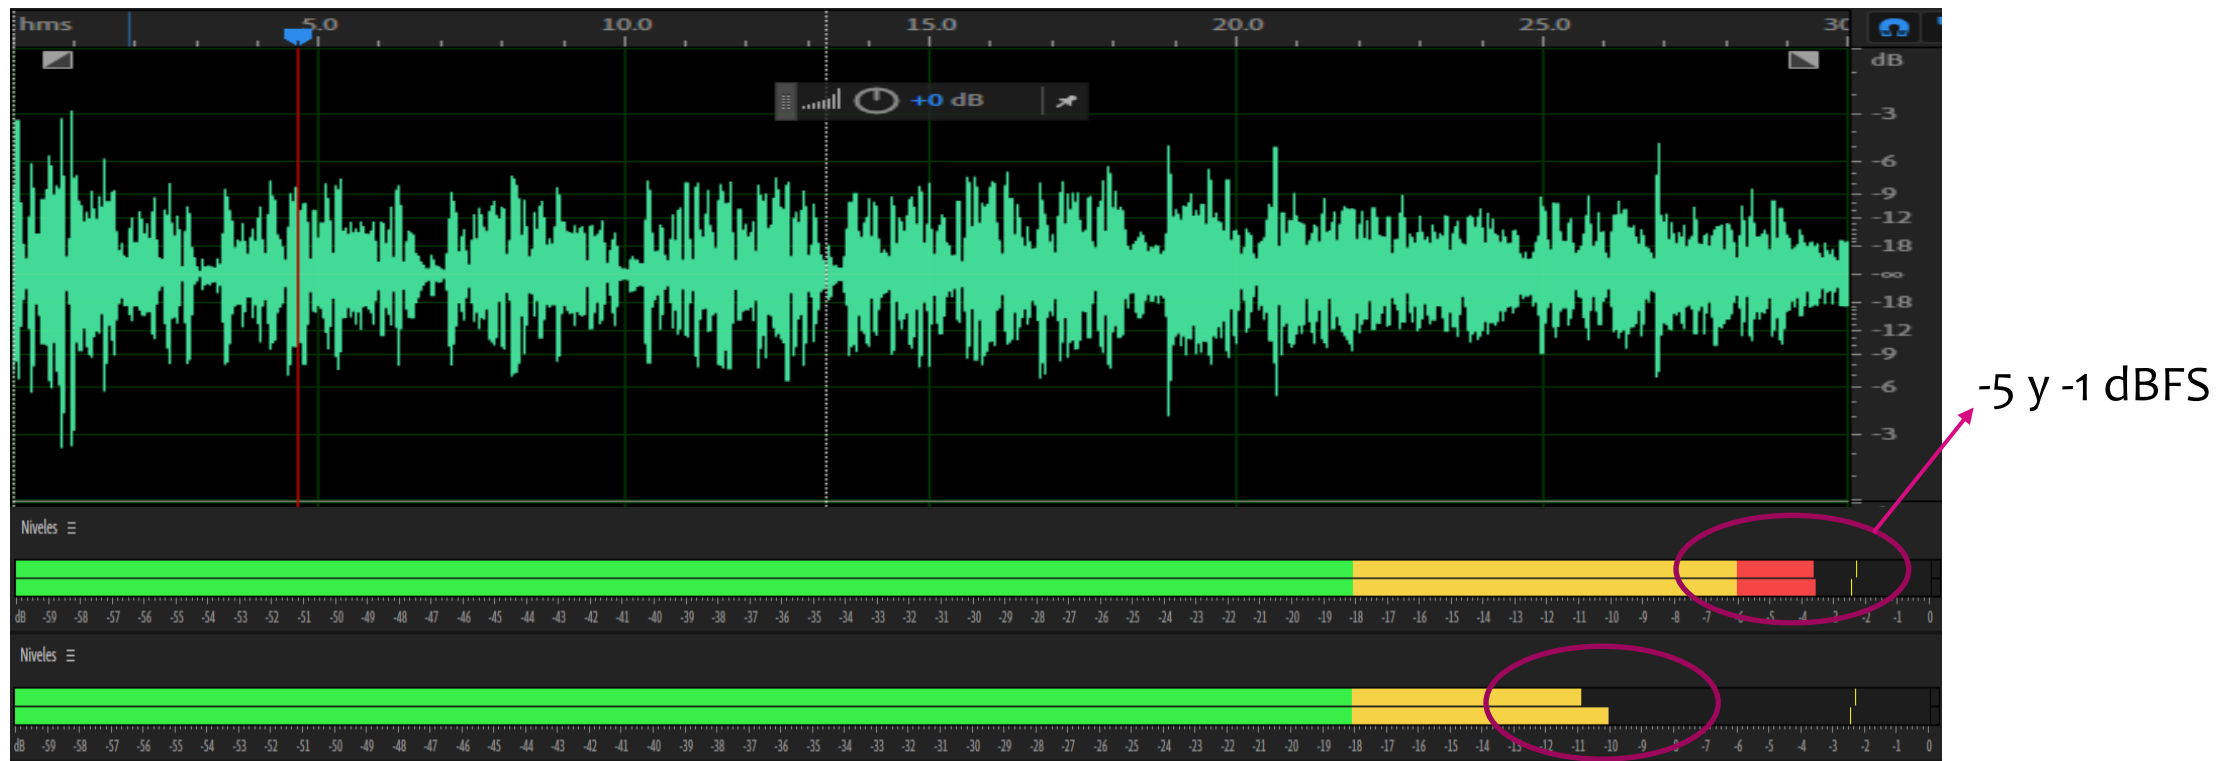 hms 5.0 10.0 15.0 20.0 25.0 30
dB
+0 dB
-3
-6
-9
-12
-18
-∞
-18
-12
-9
-6
-3
-5 y -1 dBFS
Niveles
dB -59 -58 -57 -56 -55 -54 -53 -52 -51 -50 -49 -48 -47 -46 -45 -44 -43 -42 -41 -40 -39 -38 -37 -36 -35 -34 -33 -32 -31 -30 -29 -28 -27 -26 -25 -24 -23 -22 -21 -20 -19 -18 -17 -16 -15 -14 -13 -12 -11 -10 -9 -8 -7 -6 -5 -4 -3 -2 -1 0
Niveles
dB -59 -58 -57 -56 -55 -54 -53 -52 -51 -50 -49 -48 -47 -46 -45 -44 -43 -42 -41 -40 -39 -38 -37 -36 -35 -34 -33 -32 -31 -30 -29 -28 -27 -26 -25 -24 -23 -22 -21 -20 -19 -18 -17 -16 -15 -14 -13 -12 -11 -10 -9 -8 -7 -6 -5 -4 -3 -2 -1 0